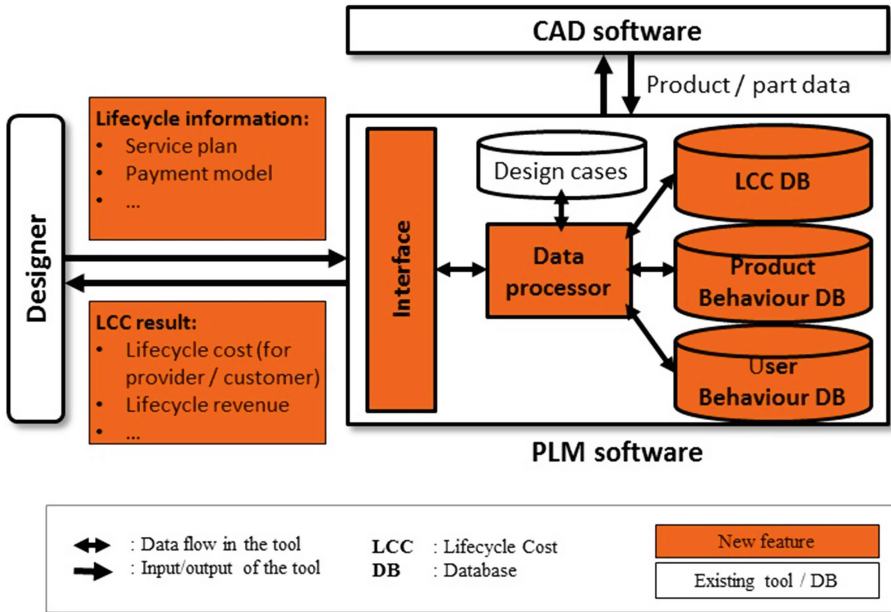 CAD software
Product / part data
Designer
Lifecycle information:
• Service plan
• Payment model
• ...
LCC result:
• Lifecycle cost (for
provider / customer)
• Lifecycle revenue
• ...
Interface
Design cases
Data
processor
LCC DB
Product
Behaviour DB
User
Behaviour DB
PLM software
: Data flow in the tool
: Input/output of the tool
LCC : Lifecycle Cost
DB : Database
New feature
Existing tool / DB